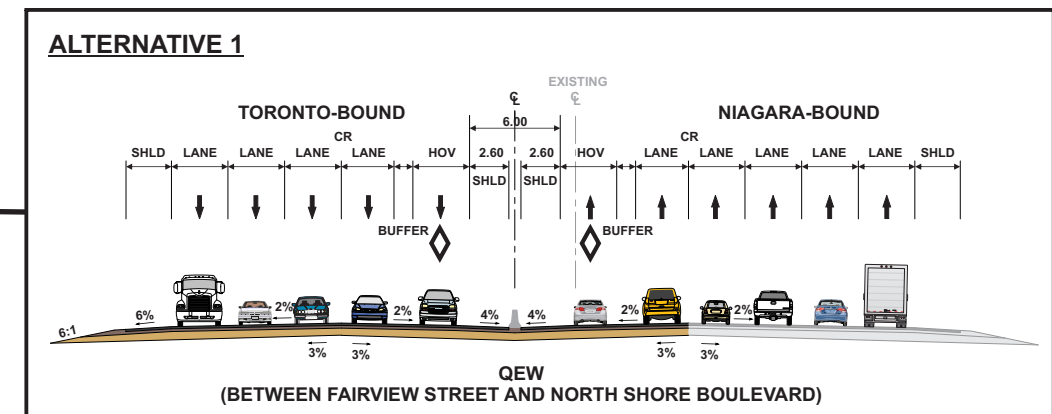 ALTERNATIVE 1
EXISTING
℄ ℄
6.00
TORONTO-BOUND NIAGARA-BOUND
CR CR
SHLD LANE LANE LANE LANE HOV 2.60 2.60 HOV LANE LANE LANE LANE LANE SHLD
SHLD SHLD
BUFFER BUFFER
6:1 6% 2% 2% 4% 4% 2% 2%
3% 3% 3% 3%
QEW
(BETWEEN FAIRVIEW STREET AND NORTH SHORE BOULEVARD)